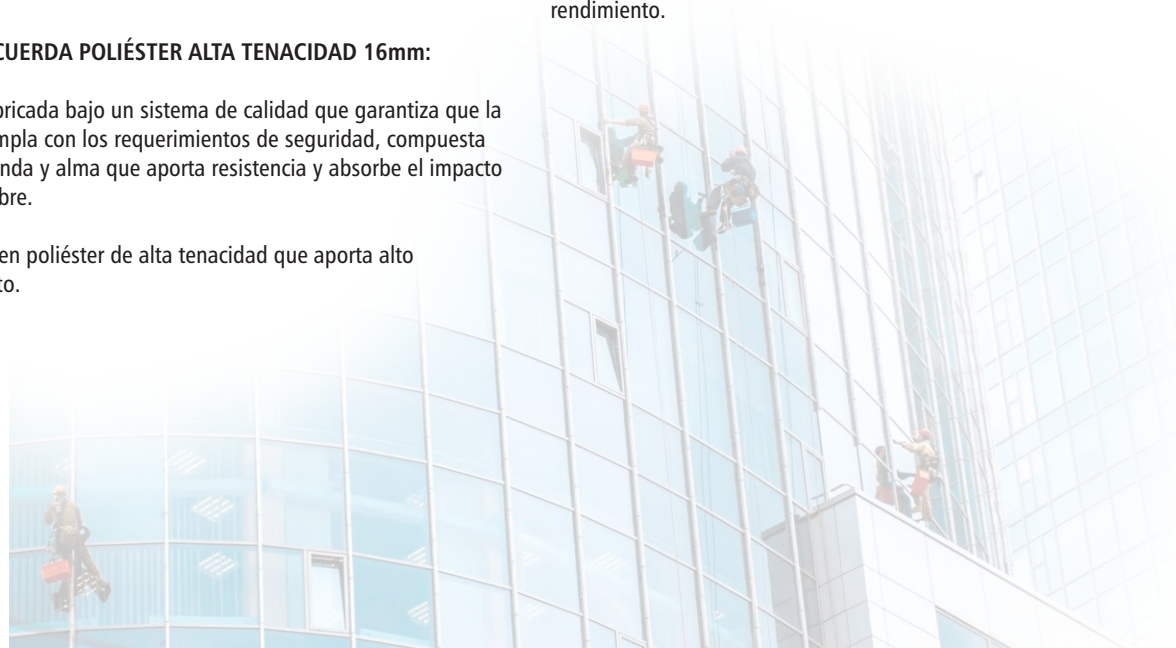 rendimiento.
CUERDA POLIÉSTER ALTA TENACIDAD 16mm:
bricada bajo un sistema de calidad que garantiza que la
mpla con los requerimientos de seguridad, compuesta
nda y alma que aporta resistencia y absorbe el impacto
bre.
en poliéster de alta tenacidad que aporta alto
to.